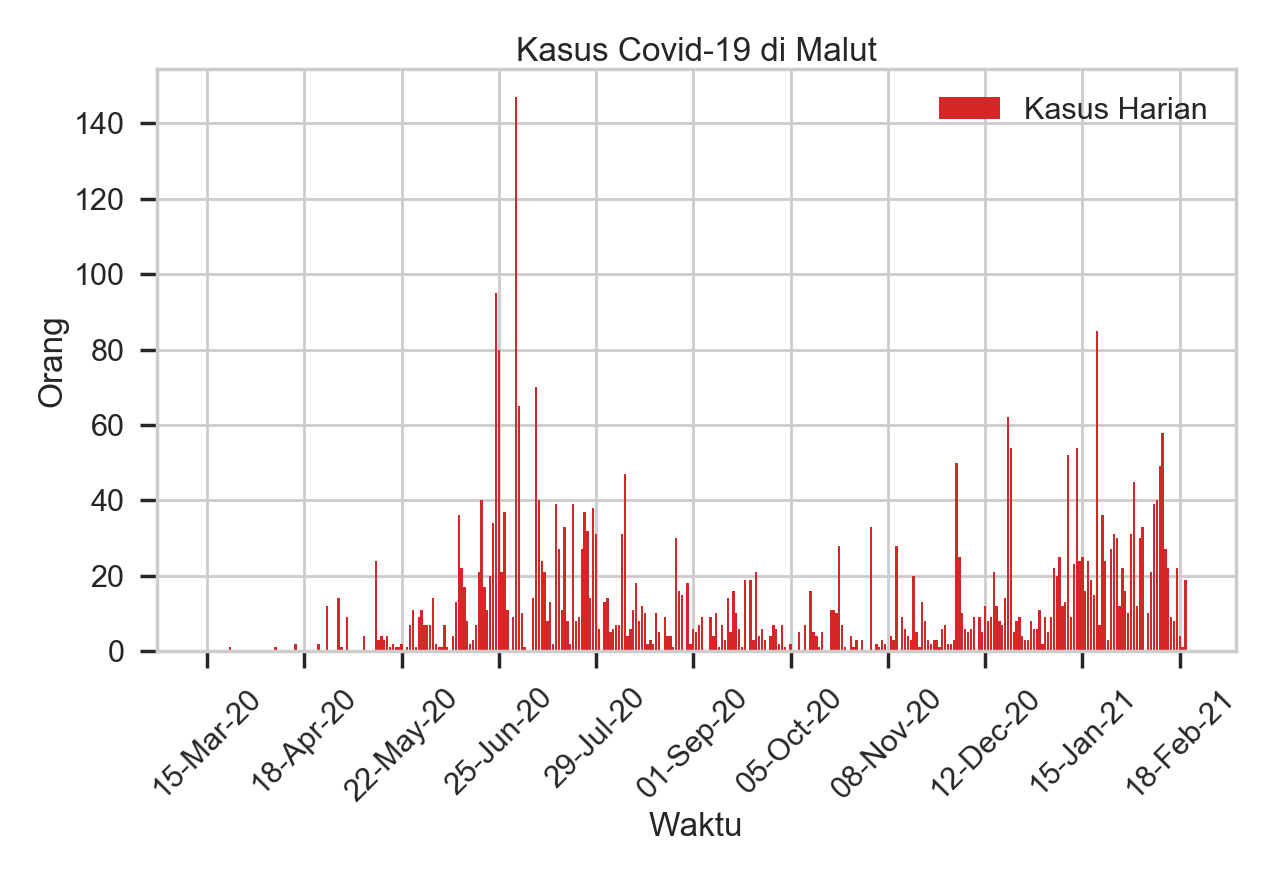 Kasus Covid-19 di Malut
Kasus Harian
140
120
100
80
60
40
20
0
Orang
15-Mar-20
18-Apr-20
22-May-20
25-Jun-20
29-Jul-20
01-Sep-20
05-Oct-20
08-Nov-20
12-Dec-20
15-Jan-21
18-Feb-21
Waktu